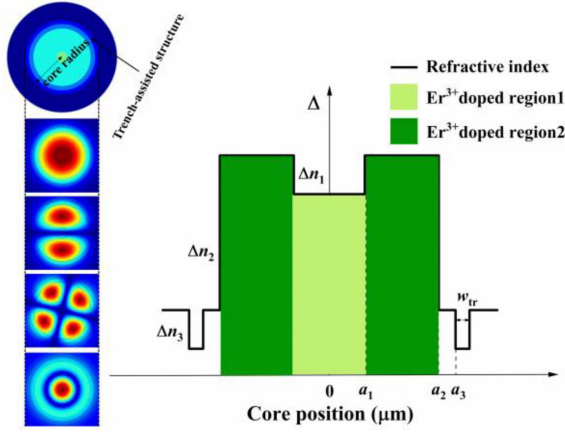 core radius
Trench-assisted structure
Refractive index
Er³⁺doped region1
Er³⁺doped region2
Δ
Δn₁
Δn₂
Δn₃
wₜᵣ
0 a₁ a₂ a₃
Core position (μm)